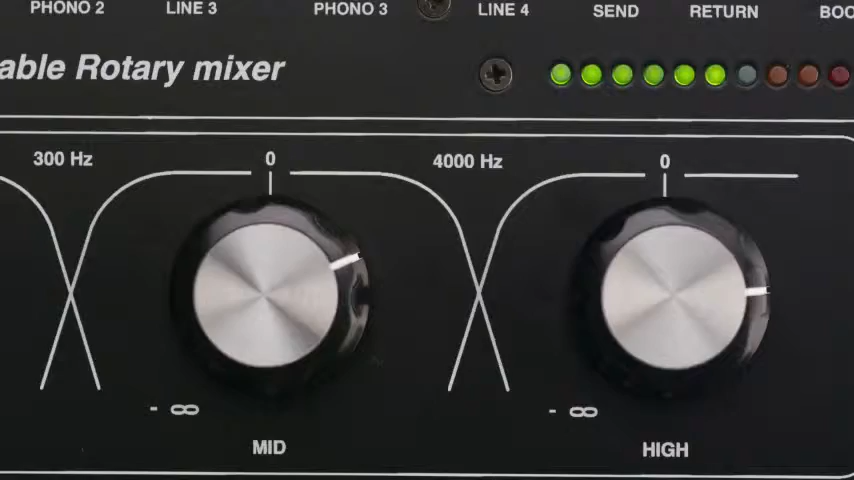 PHONO 2 LINE 3 PHONO 3 LINE 4 SEND RETURN BOO
able Rotary mixer
300 Hz 0 4000 Hz 0
- ∞ - ∞
MID HIGH